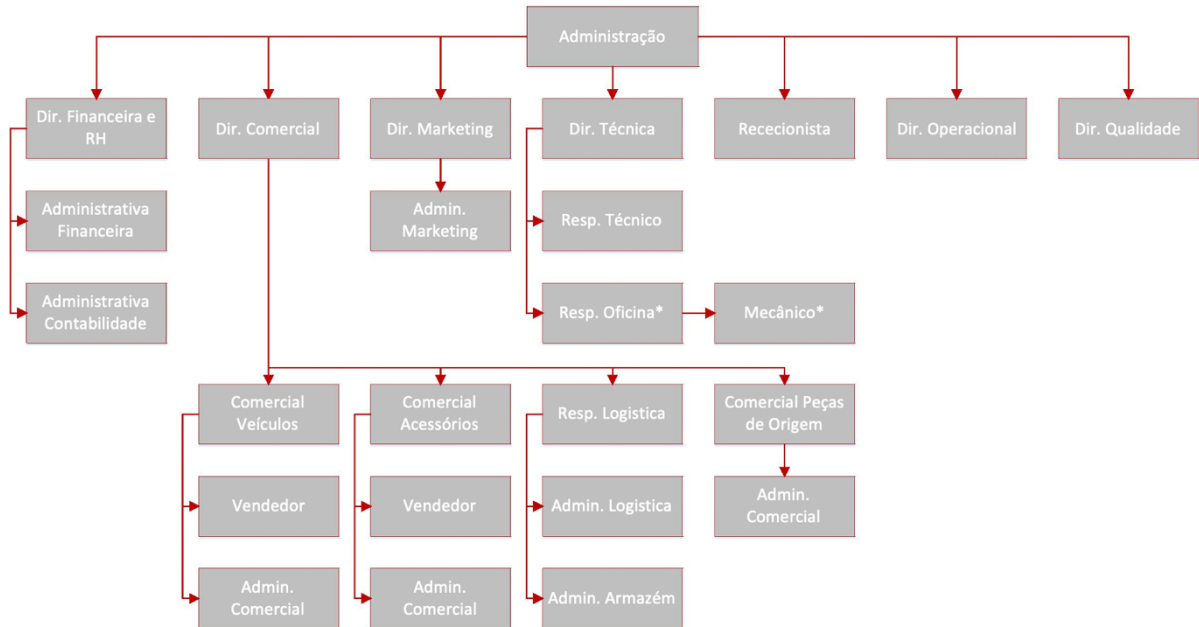 Administração
Dir. Financeira e
RH
Dir. Comercial
Dir. Marketing
Dir. Técnica
Rececionista
Dir. Operacional
Dir. Qualidade
Administrativa
Financeira
Admin.
Marketing
Resp. Técnico
Administrativa
Contabilidade
Resp. Oficina*
Mecânico*
Comercial
Veículos
Comercial
Acessórios
Resp. Logistica
Comercial Peças
de Origem
Vendedor
Vendedor
Admin. Logistica
Admin.
Comercial
Admin.
Comercial
Admin.
Comercial
Admin. Armazém